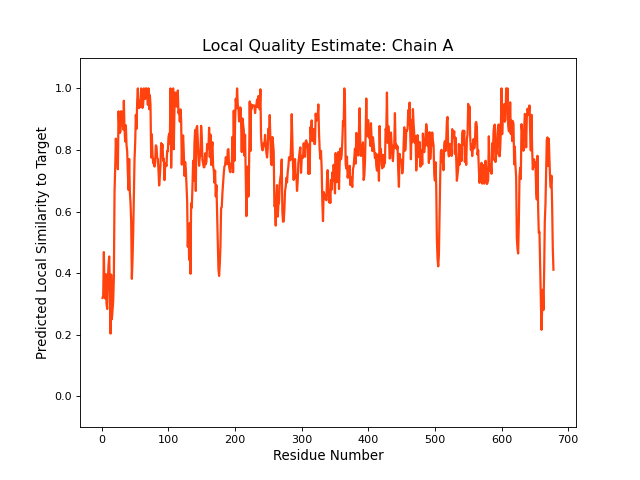 Local Quality Estimate: Chain A
Predicted Local Similarity to Target
1.0
0.8
0.6
0.4
0.2
0.0
0 100 200 300 400 500 600 700
Residue Number